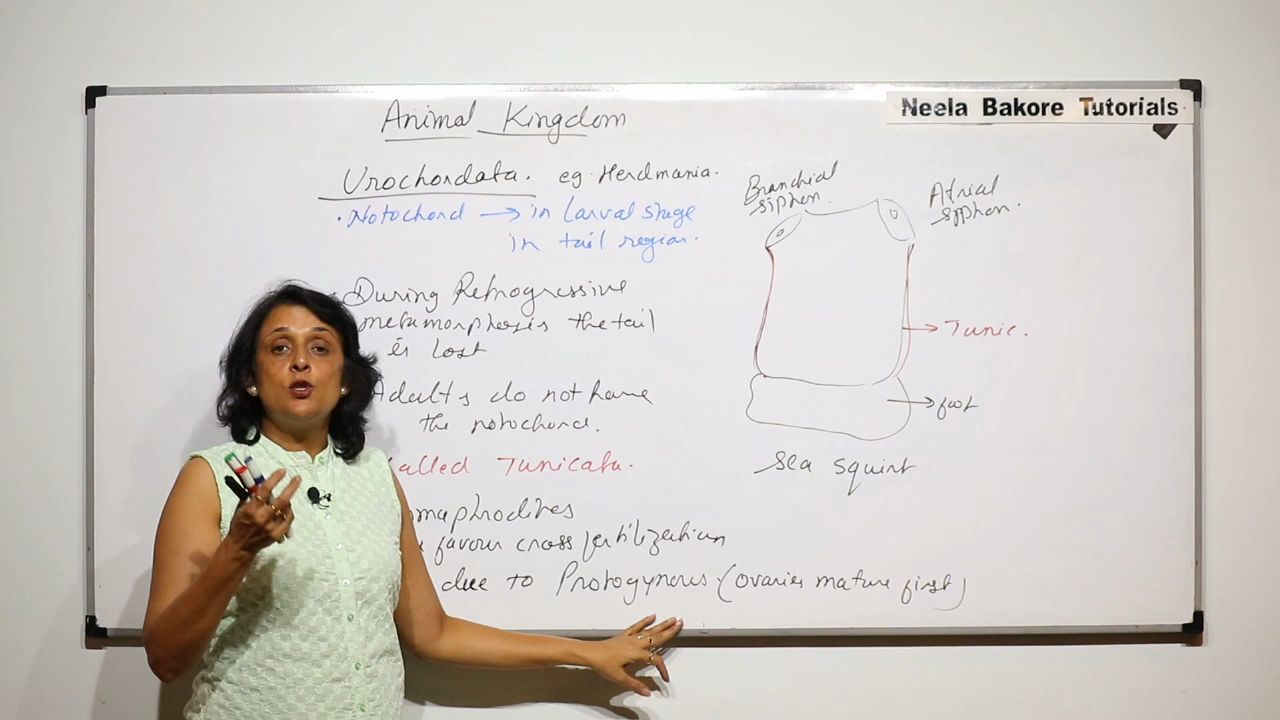 Neela Bakore Tutorials
Animal Kingdom
Urochordata. eg. Herdmania.
• Notochord → in larval stage
in tail region.
During Retrogressive
metamorphosis the tail
is lost
Adults do not have
the notochord.
alled Tunicata.
maphrodites
favour cross fertilization
due to Protogynous (ovaries mature first)
Branchial
siphon.
Atrial
syphon.
→ Tunic.
→ foot
Sea squirt